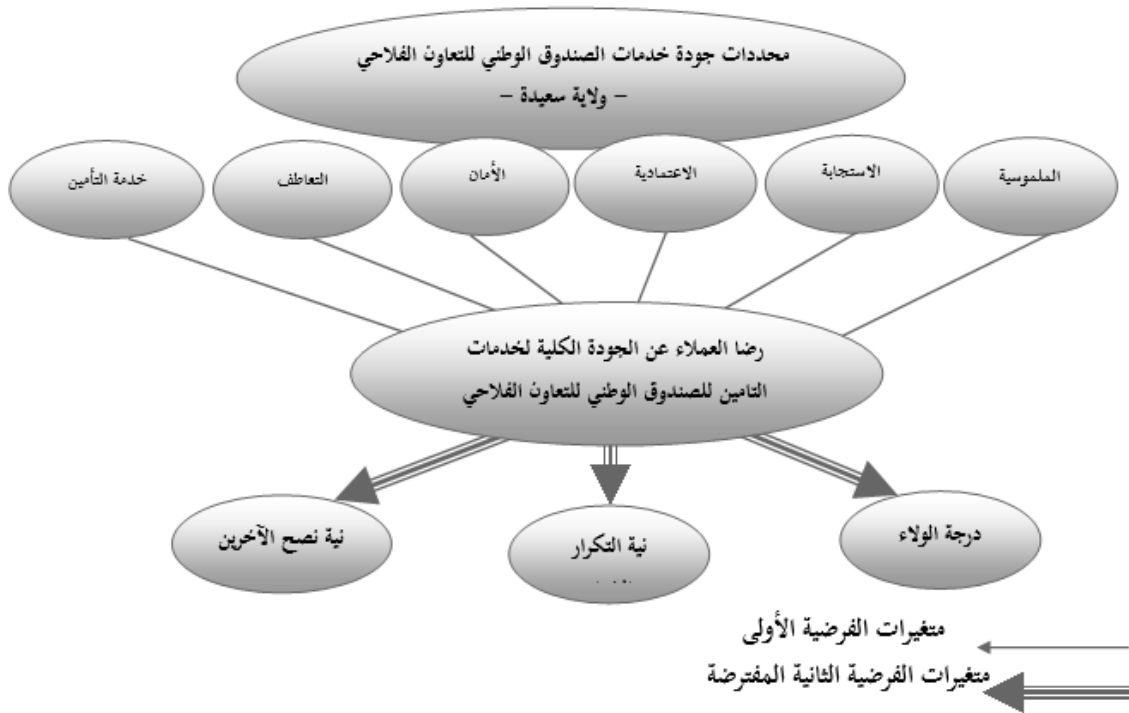 محددات جودة خدمات الصندوق الوطني للتعاون الفلاحي
– ولاية سعيدة –
الملموسية
الاستجابة
الاعتمادية
الأمان
التعاطف
خدمة التأمين
رضا العملاء عن الجودة الكلية لخدمات
التامين للصندوق الوطني للتعاون الفلاحي
درجة الولاء
نية التكرار
نية نصح الآخرين
متغيرات الفرضية الأولى
متغيرات الفرضية الثانية المفترضة